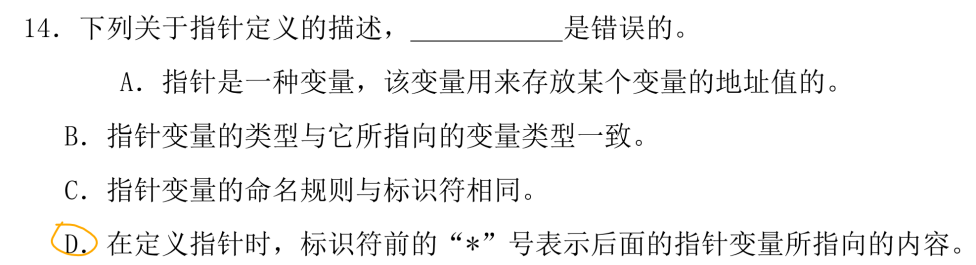 14. 下列关于指针定义的描述，___________是错误的。
A. 指针是一种变量，该变量用来存放某个变量的地址值的。
B. 指针变量的类型与它所指向的变量类型一致。
C. 指针变量的命名规则与标识符相同。
D. 在定义指针时，标识符前的“*”号表示后面的指针变量所指向的内容。